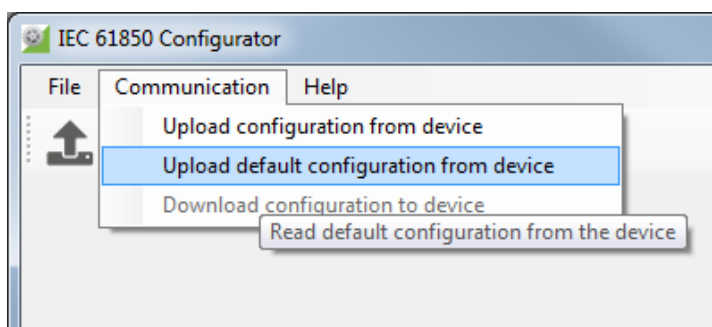 IEC 61850 Configurator
File Communication Help
Upload configuration from device
Upload default configuration from device
Download configuration to device
Read default configuration from the device